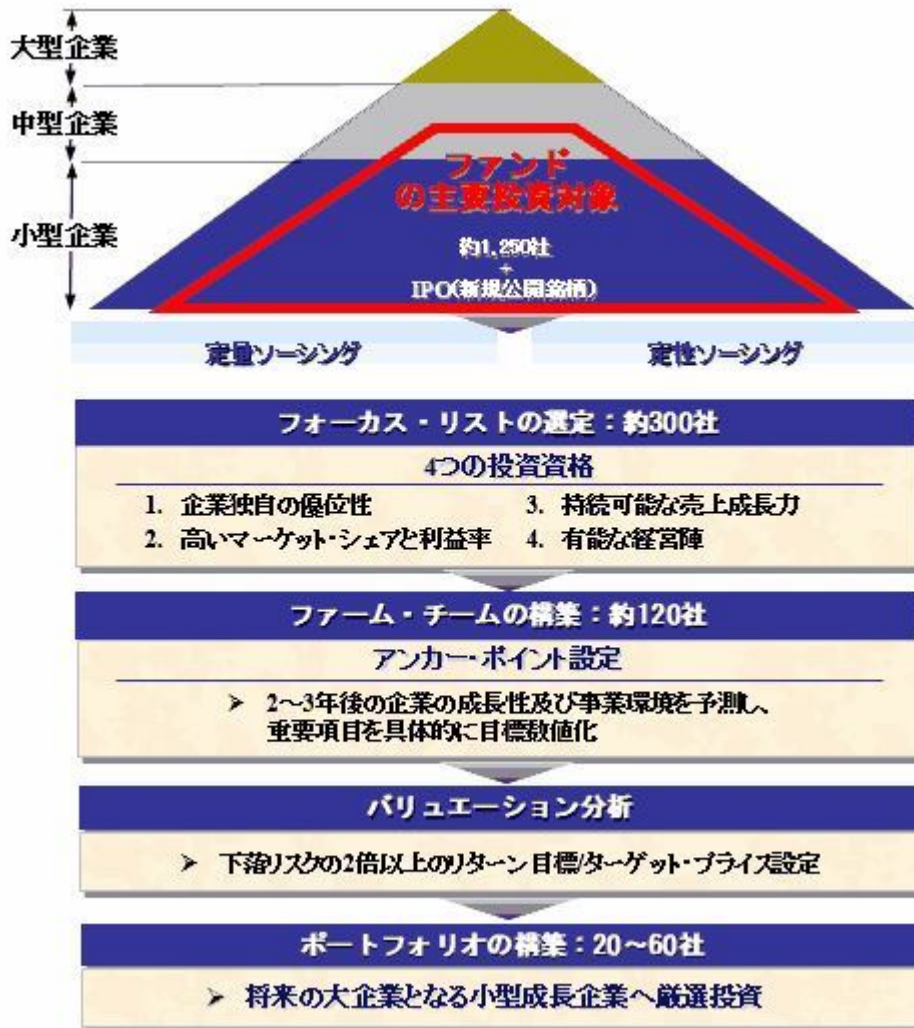 大型企業
中型企業
小型企業
ファンド
の主要投資対象
約1,250社
+
IPO(新規公開銘柄)
定量ソーシング
定性ソーシング
フォーカス・リストの選定：約300社
4つの投資資格
1. 企業独自の優位性
2. 高いマーケット・シェアと利益率
3. 持続可能な売上成長力
4. 有能な経営陣
ファーム・チームの構築：約120社
アンカー・ポイント設定
➢ 2～3年後の企業の成長性及び事業環境を予測し、
重要項目を具体的に目標数値化
バリュエーション分析
➢ 下落リスクの2倍以上のリターン目標/ターゲット・プライス設定
ポートフォリオの構築：20～60社
➢ 将来の大企業となる小型成長企業へ厳選投資